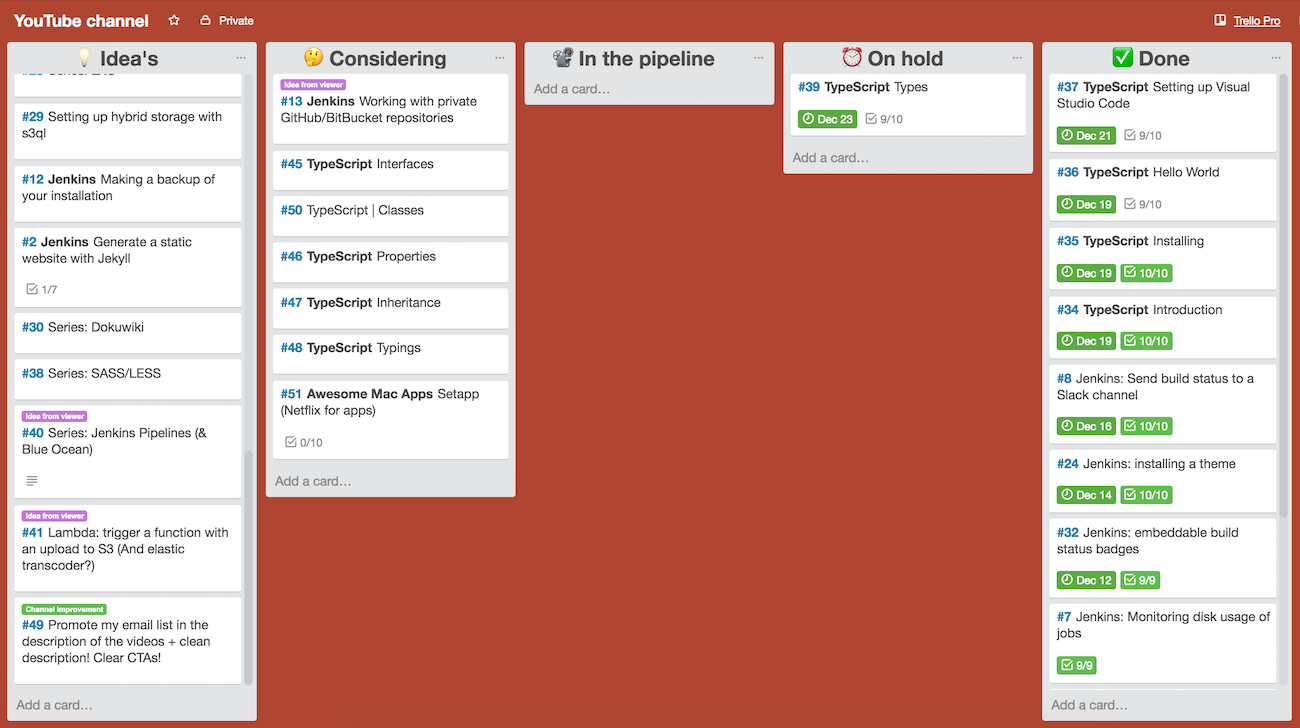 YouTube channel
Private
Trello Pro
💡 Idea's
#29 Setting up hybrid storage with
s3ql
#12 Jenkins Making a backup of
your installation
#2 Jenkins Generate a static
website with Jekyll
1/7
#30 Series: Dokuwiki
#38 Series: SASS/LESS
Idea from viewer
#40 Series: Jenkins Pipelines (&
Blue Ocean)
Idea from viewer
#41 Lambda: trigger a function with
an upload to S3 (And elastic
transcoder?)
Channel Improvement
#49 Promote my email list in the
description of the videos + clean
description! Clear CTAs!
Add a card…
🤔 Considering
Idea from viewer
#13 Jenkins Working with private
GitHub/BitBucket repositories
#45 TypeScript Interfaces
#50 TypeScript | Classes
#46 TypeScript Properties
#47 TypeScript Inheritance
#48 TypeScript Typings
#51 Awesome Mac Apps Setapp
(Netflix for apps)
0/10
Add a card…
📽 In the pipeline
Add a card…
⏰ On hold
#39 TypeScript Types
Dec 23 9/10
Add a card…
✅ Done
#37 TypeScript Setting up Visual
Studio Code
Dec 21 9/10
#36 TypeScript Hello World
Dec 19 9/10
#35 TypeScript Installing
Dec 19 10/10
#34 TypeScript Introduction
Dec 19 10/10
#8 Jenkins: Send build status to a
Slack channel
Dec 16 10/10
#24 Jenkins: installing a theme
Dec 14 10/10
#32 Jenkins: embeddable build
status badges
Dec 12 9/9
#7 Jenkins: Monitoring disk usage of
jobs
9/9
Add a card…